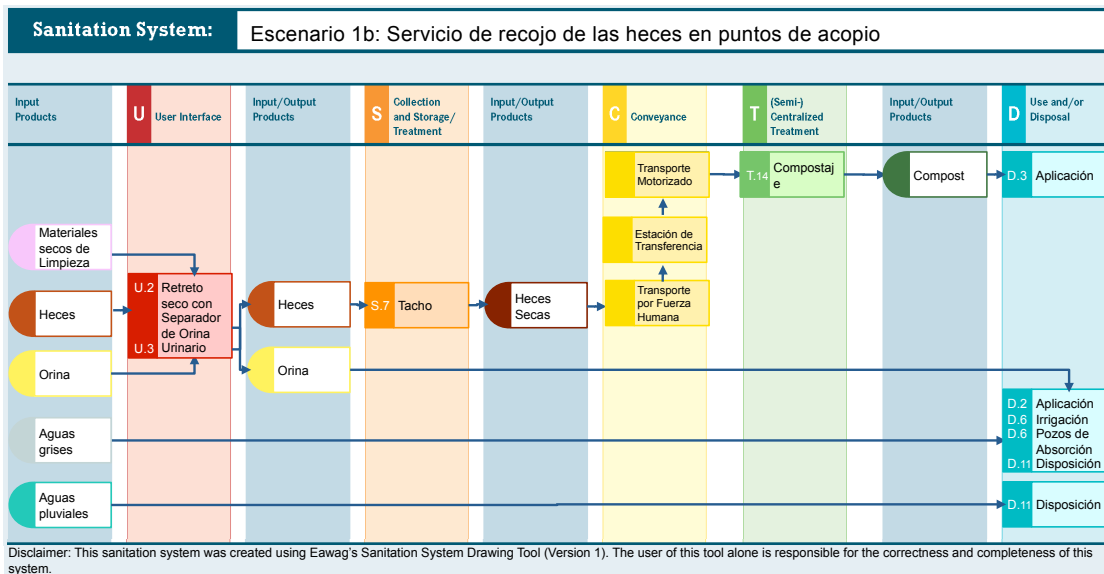 Sanitation System:
Escenario 1b: Servicio de recojo de las heces en puntos de acopio
Input
Products
U
User Interface
Input/Output
Products
S
Collection
and Storage/
Treatment
Input/Output
Products
C
Conveyance
T
(Semi-)
Centralized
Treatment
Input/Output
Products
D
Use and/or
Disposal
Transporte
Motorizado
T.14
Compostaj
e
Compost
D.3
Aplicación
Materiales
secos de
Limpieza
Estación de
Transferencia
Heces
U.2
Retreto
seco con
Separador
de Orina
U.3
Urinario
Heces
S.7
Tacho
Heces
Secas
Transporte
por Fuerza
Humana
Orina
Orina
Aguas
grises
D.2
Aplicación
D.6
Irrigación
D.6
Pozos de
Absorción
D.11
Disposición
Aguas
pluviales
D.11
Disposición
Disclaimer: This sanitation system was created using Eawag's Sanitation System Drawing Tool (Version 1). The user of this tool alone is responsible for the correctness and completeness of this
system.